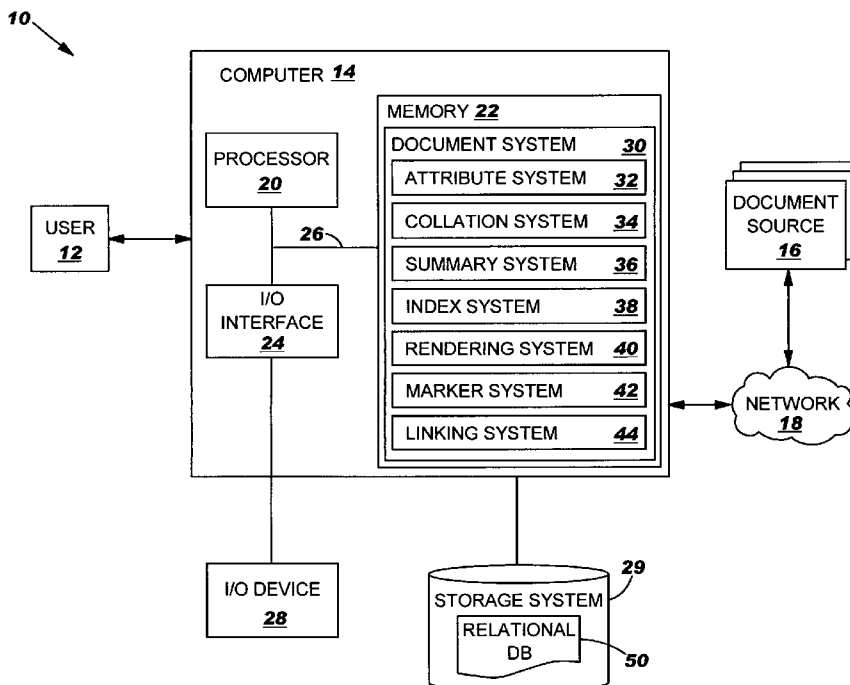 10
COMPUTER 14
MEMORY 22
DOCUMENT SYSTEM 30
PROCESSOR
20
ATTRIBUTE SYSTEM 32
COLLATION SYSTEM 34
SUMMARY SYSTEM 36
INDEX SYSTEM 38
RENDERING SYSTEM 40
MARKER SYSTEM 42
LINKING SYSTEM 44
USER
12
26
I/O
INTERFACE
24
DOCUMENT
SOURCE
16
NETWORK
18
I/O DEVICE
28
STORAGE SYSTEM
29
RELATIONAL
DB
50